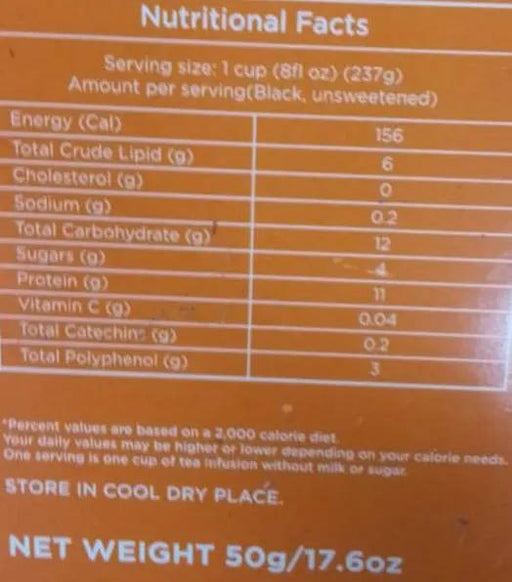 Nutritional Facts
Serving size: 1 cup (8fl oz) (237g)
Amount per serving(Black, unsweetened)
Energy (Cal) 156
Total Crude Lipid (g) 6
Cholesterol (g) 0
Sodium (g) 0.2
Total Carbohydrate (g) 12
Sugars (g) 4
Protein (g) 11
Vitamin C (g) 0.04
Total Catechins (g) 0.2
Total Polyphenol (g) 3
*Percent values are based on a 2,000 calorie diet.
Your daily values may be higher or lower depending on your calorie needs.
One serving is one cup of tea infusion without milk or sugar.
STORE IN COOL DRY PLACE.
NET WEIGHT 50g/17.6oz